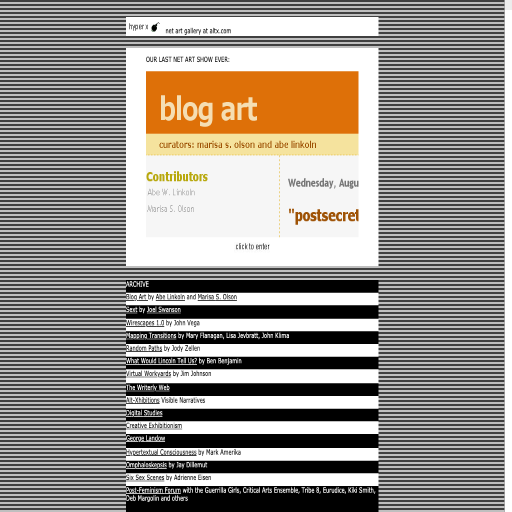 hyper x net art gallery at altx.com
OUR LAST NET ART SHOW EVER:
blog art
curators: marisa s. olson and abe linkoln
Contributors
Abe W. Linkoln
Marisa S. Olson
Wednesday, Augu
"postsecret
click to enter
ARCHIVE
Blog Art by Abe Linkoln and Marisa S. Olson
Sext by Joel Swanson
Wirescapes 1.0 by John Vega
Mapping Transitions by Mary Flanagan, Lisa Jevbratt, John Klima
Random Paths by Jody Zellen
What Would Lincoln Tell Us? by Ben Benjamin
Virtual Workyards by Jim Johnson
The Writerly Web
Alt-Xhibitions Visible Narratives
Digital Studies
Creative Exhibitionism
George Landow
Hypertextual Consciousness by Mark Amerika
Omphaloskepsis by Jay Dillemut
Six Sex Scenes by Adrienne Eisen
Post-Feminism Forum with the Guerrilla Girls, Critical Arts Ensemble, Tribe 8, Eurudice, Kiki Smith,
Deb Margolin and others